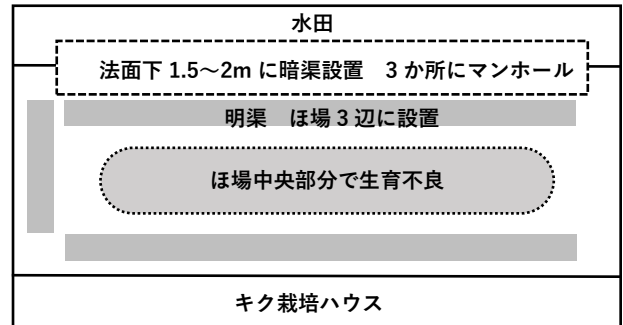 水田
法面下 1.5～2m に暗渠設置　3 か所にマンホール
明渠　ほ場 3 辺に設置
ほ場中央部分で生育不良
キク栽培ハウス